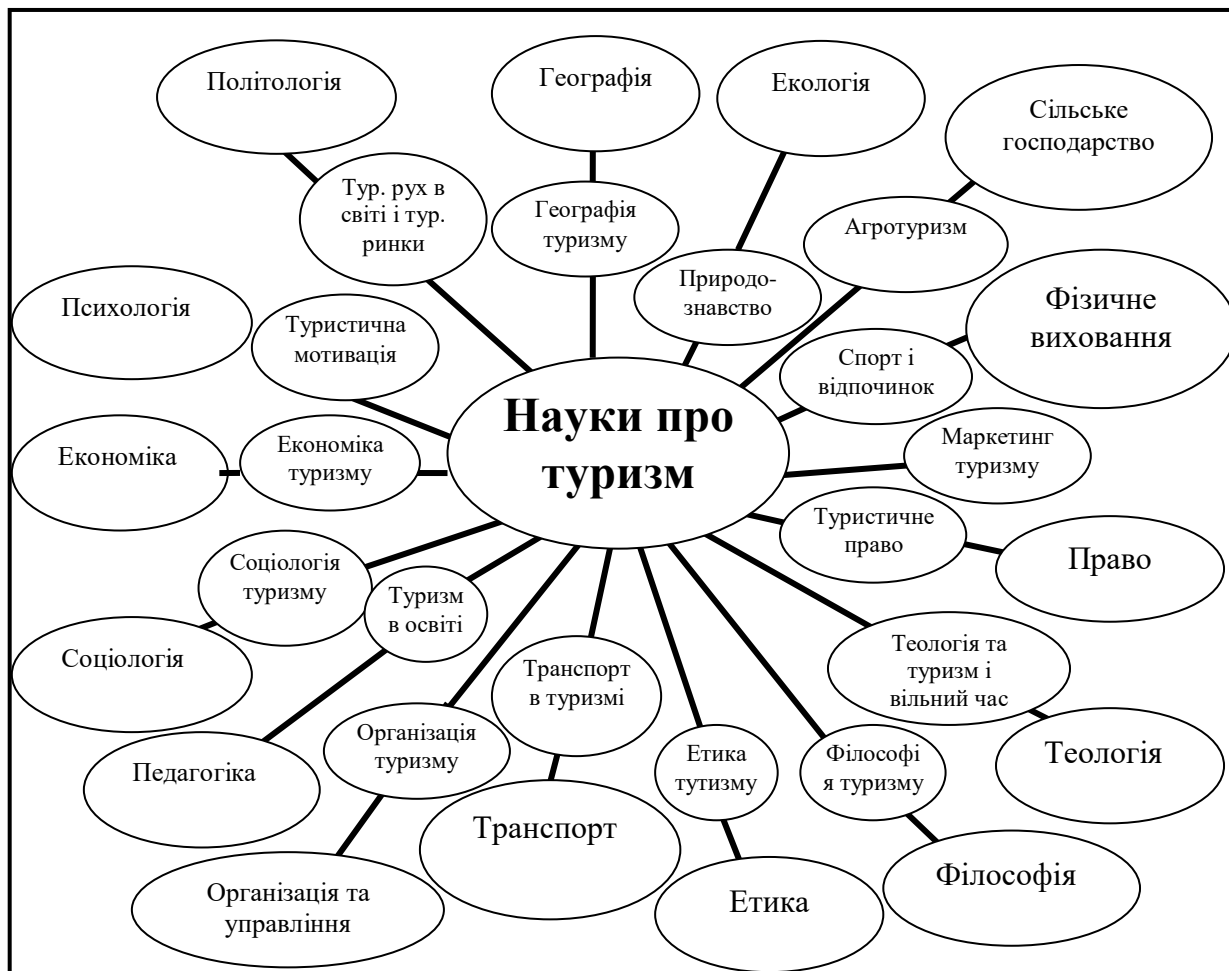 Політологія
Географія
Екологія
Сільське
господарство
Тур. рух в
світі і тур.
ринки
Географія
туризму
Агротуризм
Природо-
знавство
Психологія
Туристична
мотивація
Фізичне
виховання
Спорт і
відпочинок
Науки про
туризм
Економіка
Економіка
туризму
Маркетинг
туризму
Туристичне
право
Право
Соціологія
туризму
Туризм
в освіті
Соціологія
Транспорт
в туризмі
Теологія та
туризм і
вільний час
Організація
туризму
Педагогіка
Етика
тутизму
Філософі
я туризму
Теологія
Транспорт
Організація та
управління
Етика
Філософія